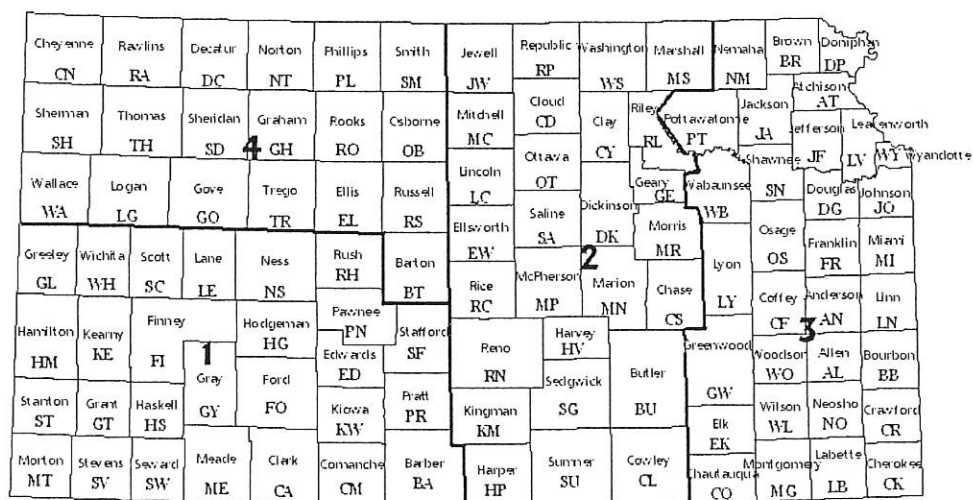 Cheyenne
CN
Rawlins
RA
Decatur
DC
Norton
NT
Phillips
PL
Smith
SM
Jewell
JW
Republic
RP
Washington
WS
Marshall
MS
Nemaha
NM
Brown
BR
Doniphan
DP
Atchison
AT
Sherman
SH
Thomas
TH
Sheridan
SD
4
Graham
GH
Rooks
RO
Osborne
OB
Mitchell
MC
Cloud
CD
Clay
CY
Riley
RL
Pottawatomie
PT
Jackson
JA
Jefferson
JF
Leavenworth
LV
WY
Wyandotte
Wallace
WA
Logan
LG
Gove
GO
Trego
TR
Ellis
EL
Russell
RS
Lincoln
LC
Ottawa
OT
Saline
SA
Dickinson
DK
Geary
GE
Wabaunsee
WB
Shawnee
SN
Douglas
DG
Johnson
JO
Ellsworth
EW
2
Morris
MR
Osage
OS
Franklin
FR
Miami
MI
Greeley
GL
Wichita
WH
Scott
SC
Lane
LE
Ness
NS
Rush
RH
Barton
BT
Rice
RC
McPherson
MP
Marion
MN
Chase
CS
Lyon
LY
Coffey
CF
3
Anderson
AN
Linn
LN
Hamilton
HM
Kearny
KE
Finney
FI
1
Hodgeman
HG
Pawnee
PN
Stafford
SF
Edwards
ED
Reno
RN
Harvey
HV
Sedgwick
SG
Butler
BU
Greenwood
GW
Woodson
WO
Allen
AL
Bourbon
BB
Gray
GY
Ford
FO
Stanton
ST
Grant
GT
Haskell
HS
Kiowa
KW
Pratt
PR
Kingman
KM
Elk
EK
Wilson
WL
Neosho
NO
Crawford
CR
Morton
MT
Stevens
SV
Seward
SW
Meade
ME
Clark
CA
Comanche
CM
Barber
BA
Harper
HP
Sumner
SU
Cowley
CL
Chautauqua
CO
Montgomery
MG
Labette
LB
Cherokee
CK